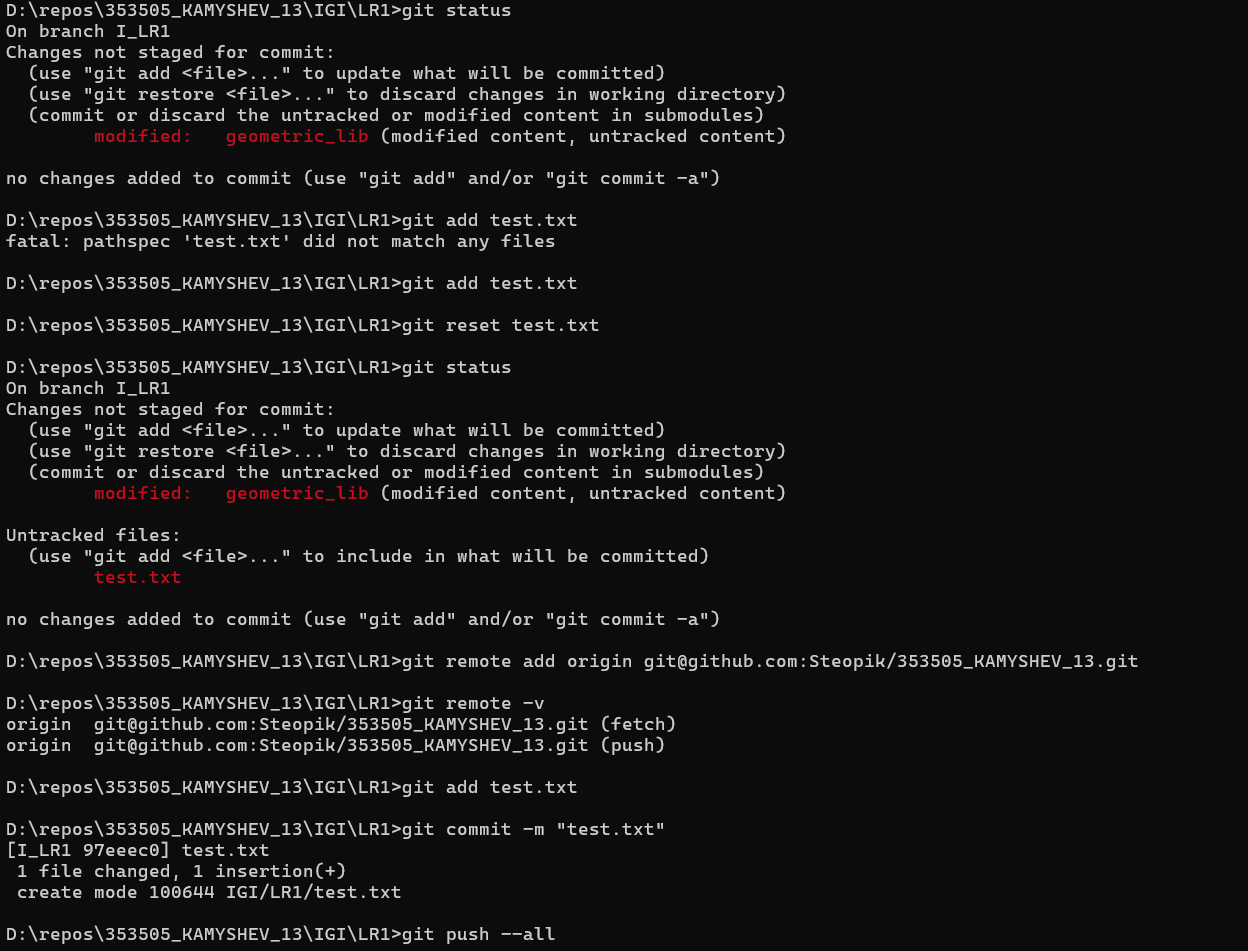 D:\repos\353505_KAMYSHEV_13\IGI\LR1>git status
On branch I_LR1
Changes not staged for commit:
  (use "git add <file>..." to update what will be committed)
  (use "git restore <file>..." to discard changes in working directory)
  (commit or discard the untracked or modified content in submodules)
        modified:   geometric_lib (modified content, untracked content)

no changes added to commit (use "git add" and/or "git commit -a")

D:\repos\353505_KAMYSHEV_13\IGI\LR1>git add test.txt
fatal: pathspec 'test.txt' did not match any files

D:\repos\353505_KAMYSHEV_13\IGI\LR1>git add test.txt

D:\repos\353505_KAMYSHEV_13\IGI\LR1>git reset test.txt

D:\repos\353505_KAMYSHEV_13\IGI\LR1>git status
On branch I_LR1
Changes not staged for commit:
  (use "git add <file>..." to update what will be committed)
  (use "git restore <file>..." to discard changes in working directory)
  (commit or discard the untracked or modified content in submodules)
        modified:   geometric_lib (modified content, untracked content)

Untracked files:
  (use "git add <file>..." to include in what will be committed)
        test.txt

no changes added to commit (use "git add" and/or "git commit -a")

D:\repos\353505_KAMYSHEV_13\IGI\LR1>git remote add origin git@github.com:Steopik/353505_KAMYSHEV_13.git

D:\repos\353505_KAMYSHEV_13\IGI\LR1>git remote -v
origin  git@github.com:Steopik/353505_KAMYSHEV_13.git (fetch)
origin  git@github.com:Steopik/353505_KAMYSHEV_13.git (push)

D:\repos\353505_KAMYSHEV_13\IGI\LR1>git add test.txt

D:\repos\353505_KAMYSHEV_13\IGI\LR1>git commit -m "test.txt"
[I_LR1 97eeec0] test.txt
 1 file changed, 1 insertion(+)
 create mode 100644 IGI/LR1/test.txt

D:\repos\353505_KAMYSHEV_13\IGI\LR1>git push --all